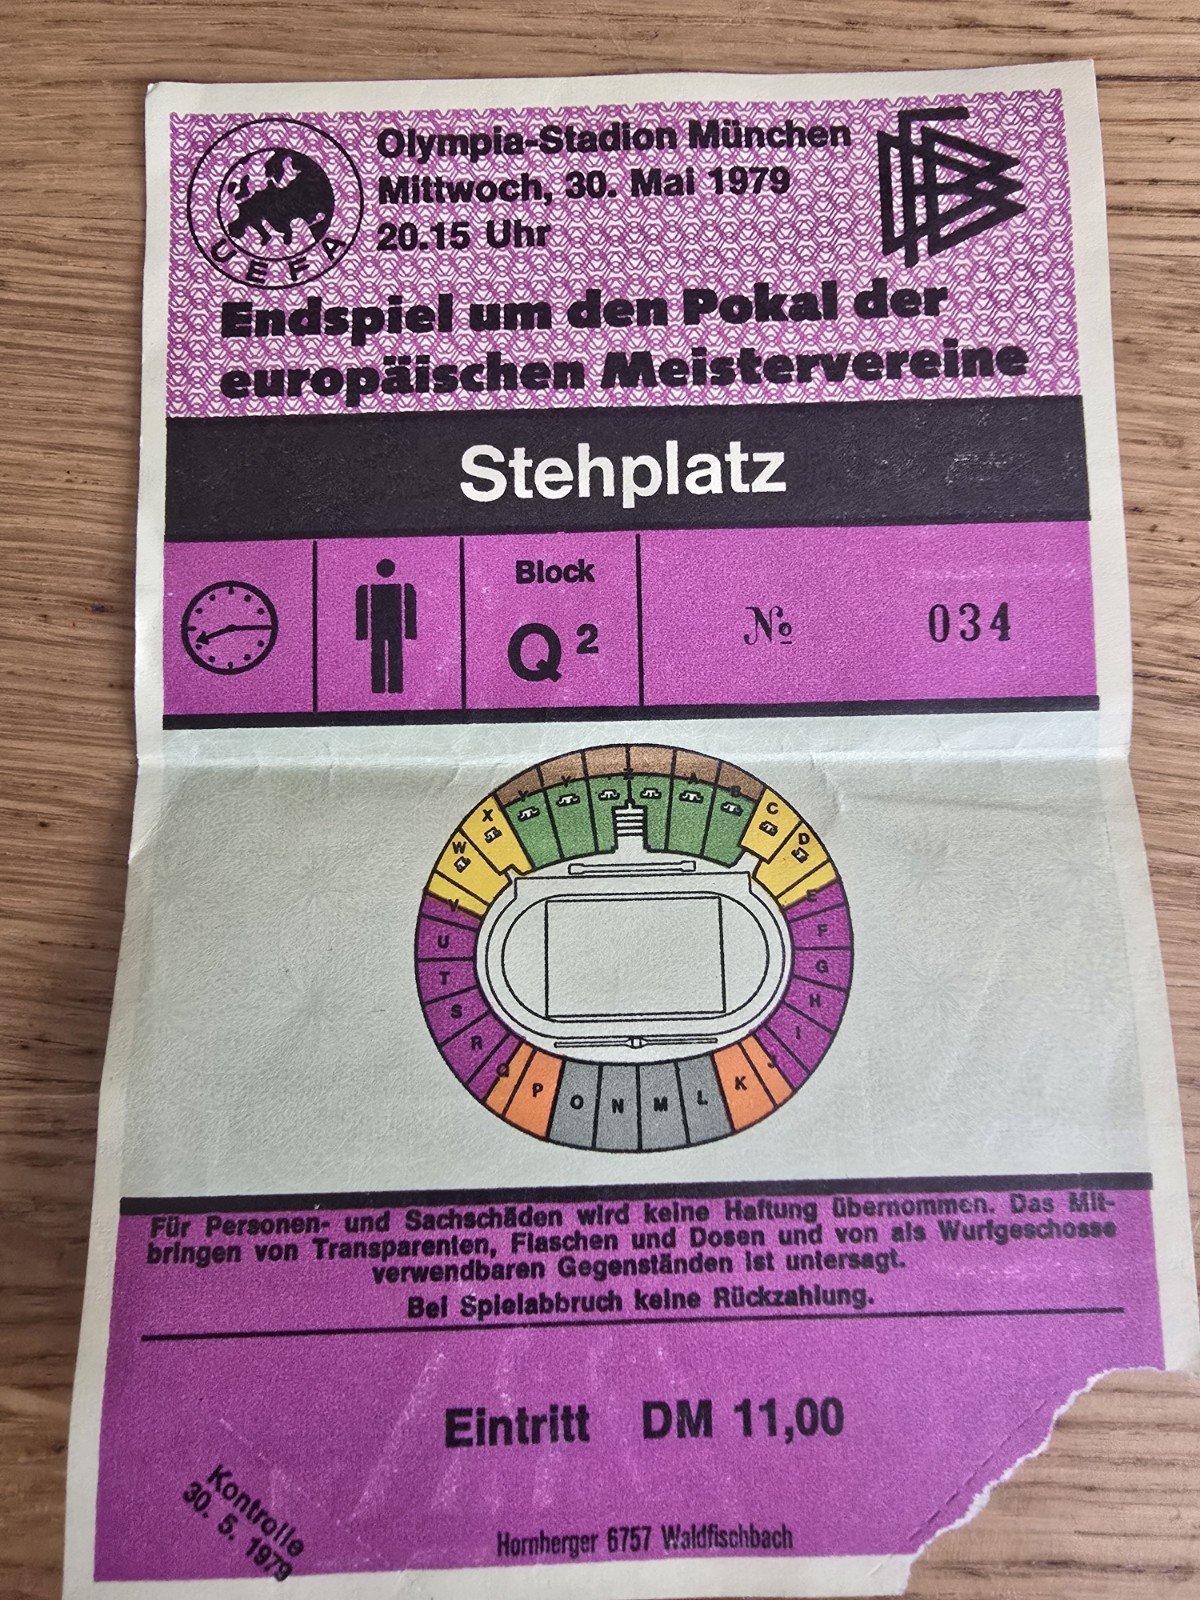 UEFA
Olympia-Stadion München
Mittwoch, 30. Mai 1979
20.15 Uhr
Endspiel um den Pokal der
europäischen Meistervereine
Stehplatz
Block
Q 2
№ 034
Z
Y A
B
X C
W D
V E
U F
T G
S H
R I
Q J
P K
O N M L
Für Personen- und Sachschäden wird keine Haftung übernommen. Das Mit-
bringen von Transparenten, Flaschen und Dosen und von als Wurfgeschosse
verwendbaren Gegenständen ist untersagt.
Bei Spielabbruch keine Rückzahlung.
Eintritt DM 11,00
Kontrolle
30. 5. 1979
Hornberger 6757 Waldfischbach